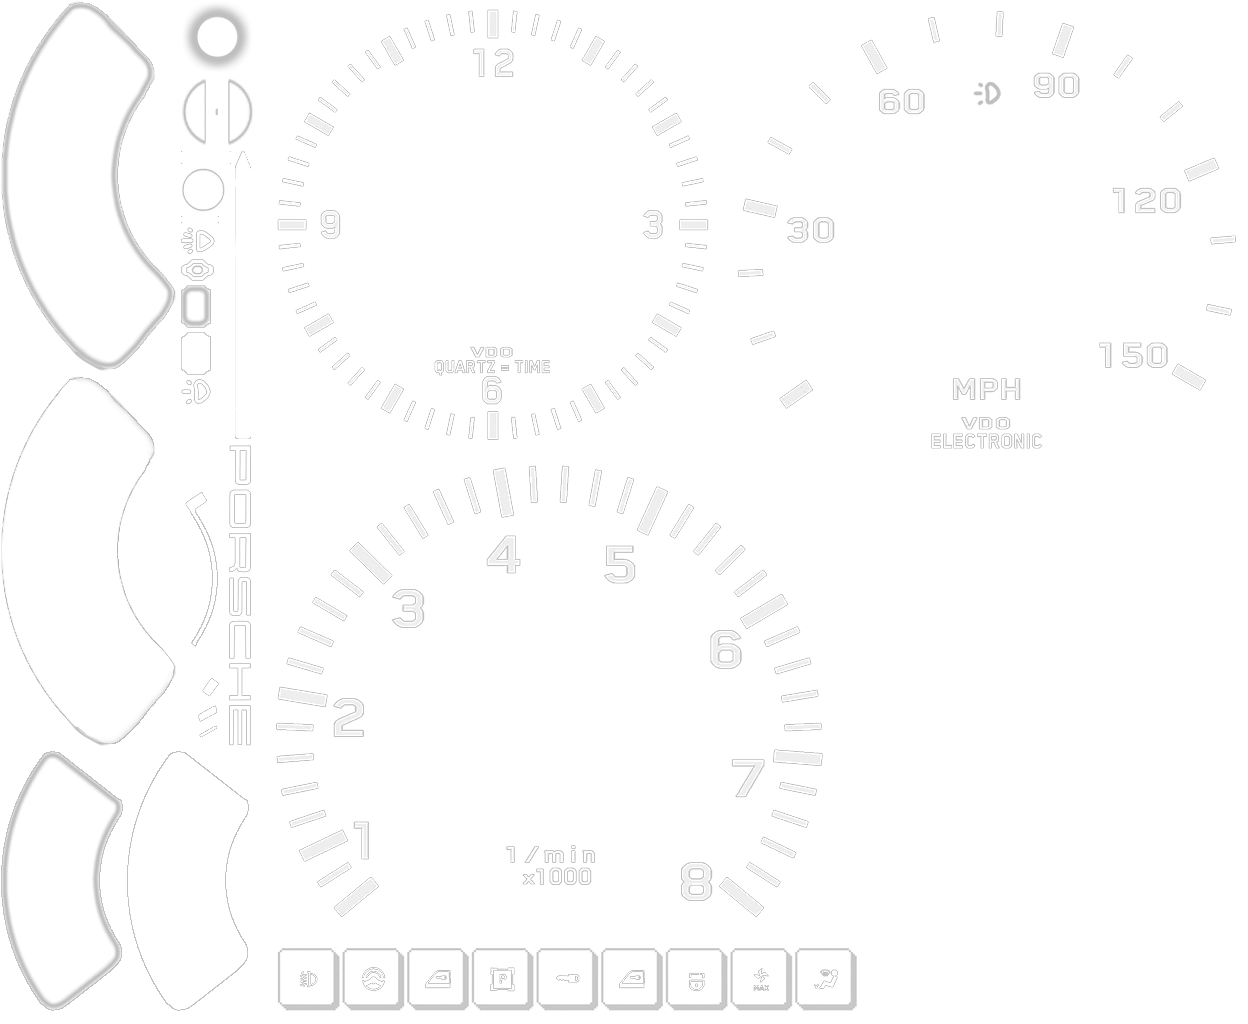 12
9
3
VDO
QUARTZ = TIME
6
60
90
30
120
150
MPH
VDO
ELECTRONIC
PORSCHE
4
5
3
6
2
7
1
8
1/min
x1000
P
MAX